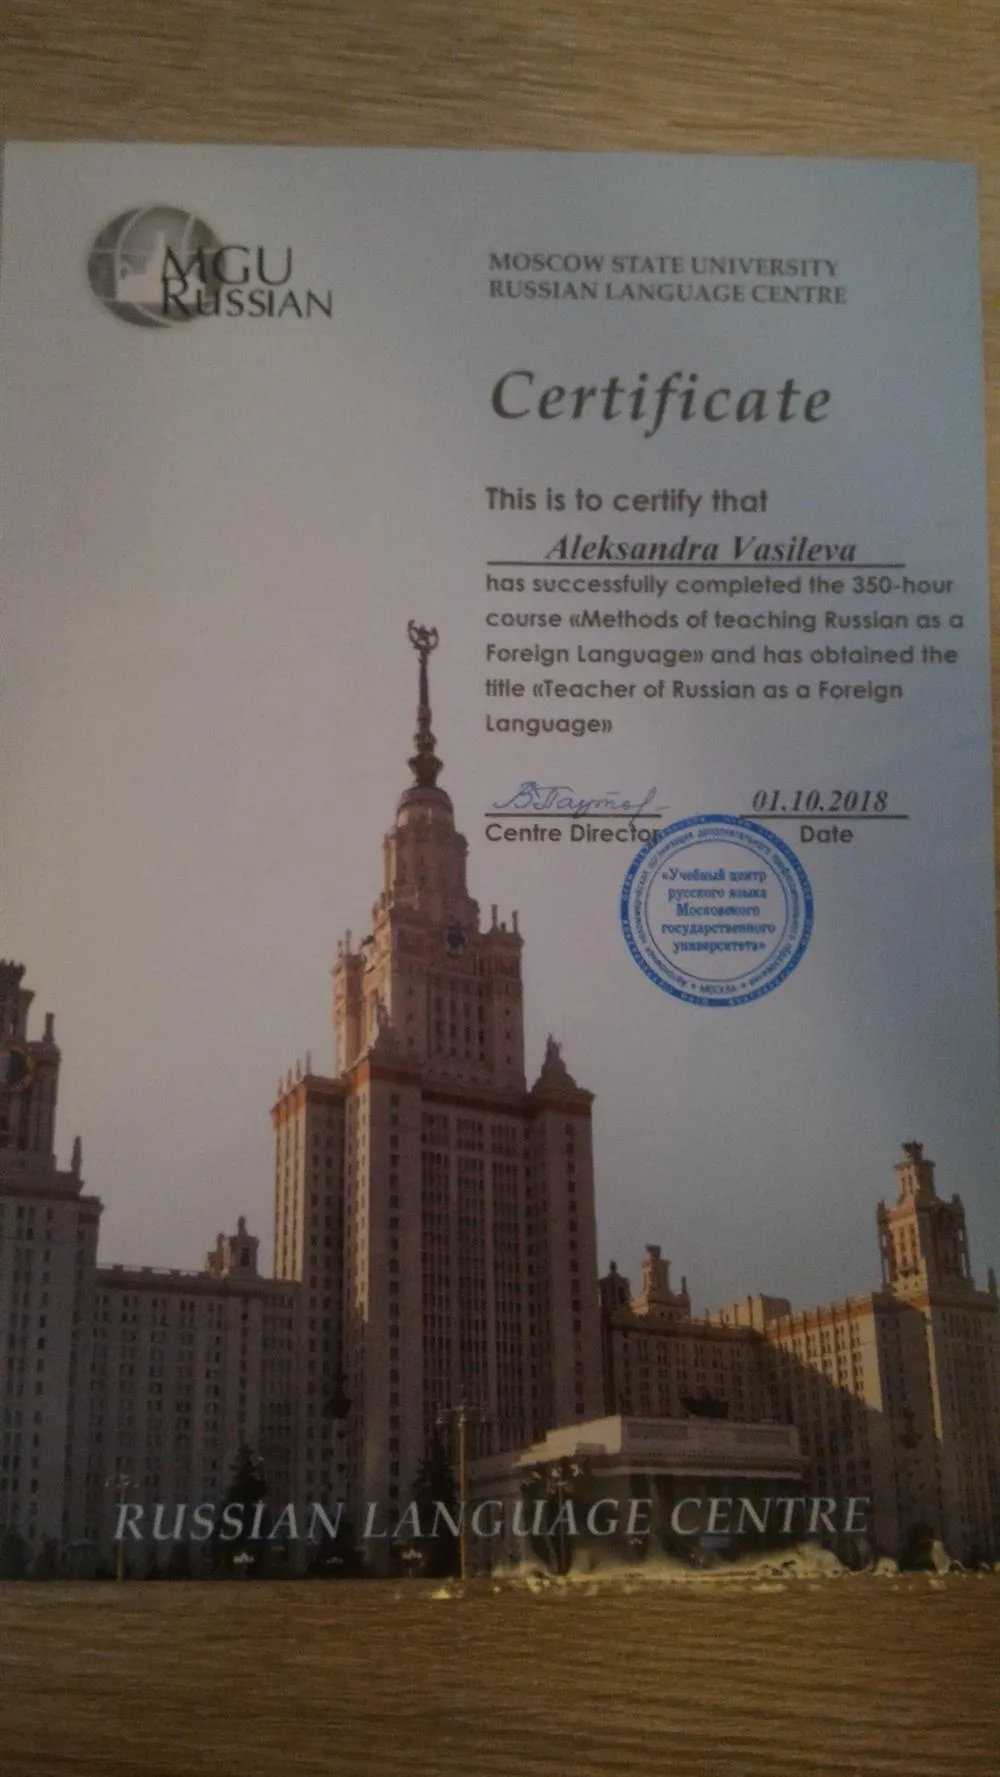 MGU
RUSSIAN
MOSCOW STATE UNIVERSITY
RUSSIAN LANGUAGE CENTRE
Certificate
This is to certify that
Aleksandra Vasileva
has successfully completed the 350-hour
course «Methods of teaching Russian as a
Foreign Language» and has obtained the
title «Teacher of Russian as a Foreign
Language»
01.10.2018
Centre Director
Date
«Учебный центр
русского языка
Московского
государственного
университета»
МОСКВА
RUSSIAN LANGUAGE CENTRE